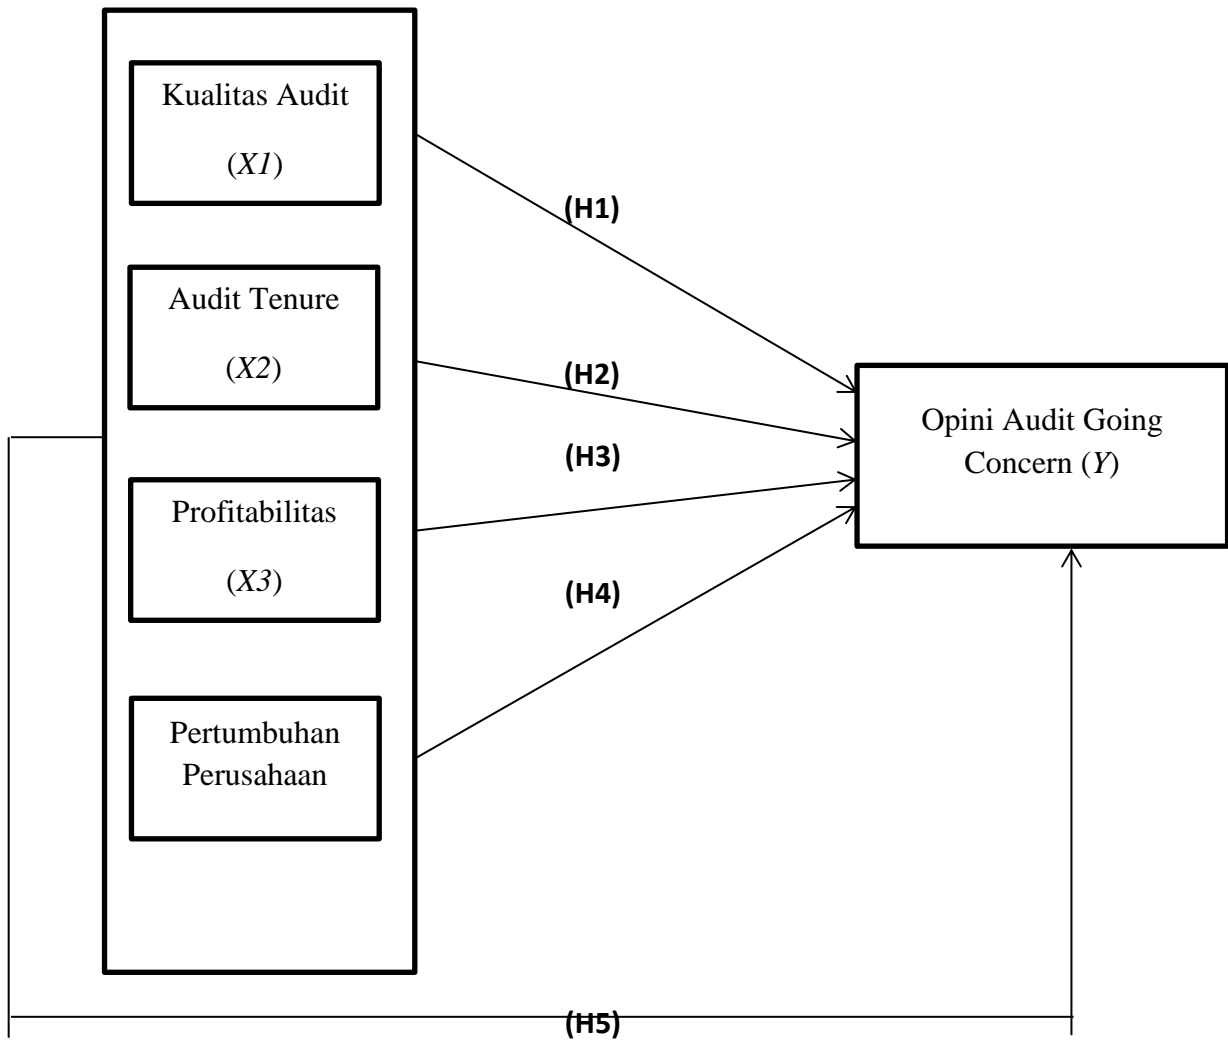 Kualitas Audit
(X1)
(H1)
Audit Tenure
(X2)
(H2)
Opini Audit Going
Concern (Y)
(H3)
Profitabilitas
(X3)
(H4)
Pertumbuhan
Perusahaan
(H5)